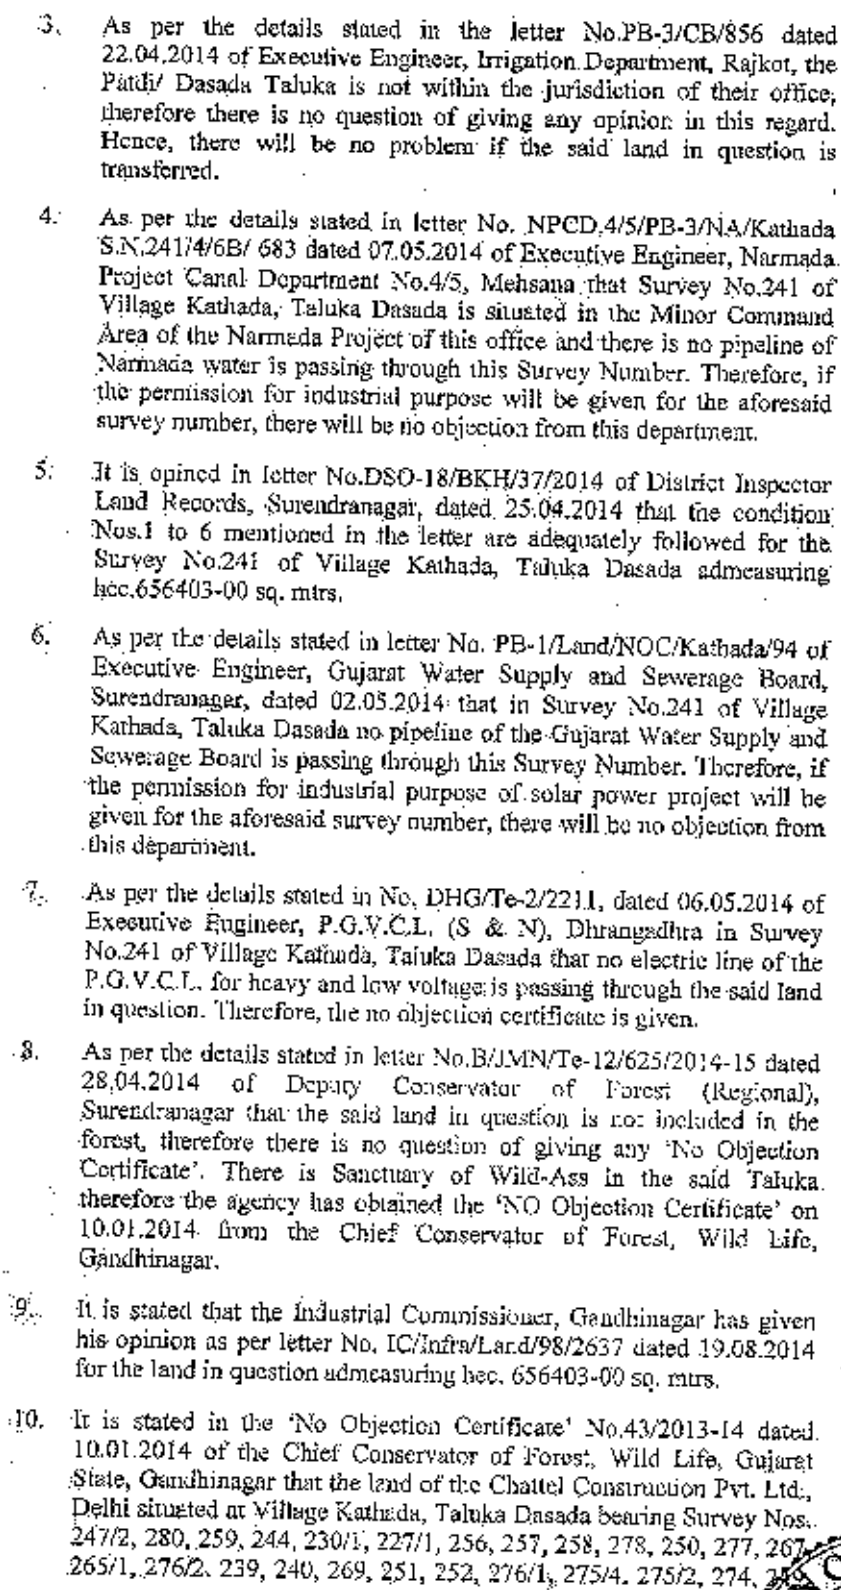 3. As per the details stated in the letter No.PB-3/CB/856 dated
22.04.2014 of Executive Engineer, Irrigation Department, Rajkot, the
Patdi/ Dasada Taluka is not within the jurisdiction of their office,
therefore there is no question of giving any opinion in this regard.
Hence, there will be no problem if the said land in question is
transferred.
4. As per the details stated in letter No. NPCD.4/5/PB-3/NA/Kathada
S.N.241/4/6B/ 683 dated 07.05.2014 of Executive Engineer, Narmada
Project Canal Department No.4/5, Mehsana that Survey No.241 of
Village Kathada, Taluka Dasada is situated in the Minor Command
Area of the Narmada Project of this office and there is no pipeline of
Narmada water is passing through this Survey Number. Therefore, if
the permission for industrial purpose will be given for the aforesaid
survey number, there will be no objection from this department.
5. It is opined in letter No.DSO-18/BKH/37/2014 of District Inspector
Land Records, Surendranagar, dated 25.04.2014 that the condition
Nos.1 to 6 mentioned in the letter are adequately followed for the
Survey No.241 of Village Kathada, Taluka Dasada admeasuring
hec.656403-00 sq. mtrs.
6. As per the details stated in letter No. PB-1/Land/NOC/Kathada/94 of
Executive Engineer, Gujarat Water Supply and Sewerage Board,
Surendranagar, dated 02.05.2014 that in Survey No.241 of Village
Kathada, Taluka Dasada no pipeline of the Gujarat Water Supply and
Sewerage Board is passing through this Survey Number. Therefore, if
the permission for industrial purpose of solar power project will be
given for the aforesaid survey number, there will be no objection from
this department.
7. As per the details stated in No. DHG/Te-2/2211, dated 06.05.2014 of
Executive Engineer, P.G.V.C.L. (S & N), Dhrangadhra in Survey
No.241 of Village Kathada, Taluka Dasada that no electric line of the
P.G.V.C.L. for heavy and low voltage is passing through the said land
in question. Therefore, the no objection certificate is given.
8. As per the details stated in letter No.B/JMN/Te-12/625/2014-15 dated
28.04.2014 of Deputy Conservator of Forest (Regional),
Surendranagar that the said land in question is not included in the
forest, therefore there is no question of giving any 'No Objection
Certificate'. There is Sanctuary of Wild-Ass in the said Taluka
therefore the agency has obtained the 'NO Objection Certificate' on
10.01.2014 from the Chief Conservator of Forest, Wild Life,
Gandhinagar.
9. It is stated that the Industrial Commissioner, Gandhinagar has given
his opinion as per letter No. IC/Infra/Land/98/2637 dated 19.08.2014
for the land in question admeasuring hec. 656403-00 sq. mtrs.
10. It is stated in the 'No Objection Certificate' No.43/2013-14 dated
10.01.2014 of the Chief Conservator of Forest, Wild Life, Gujarat
State, Gandhinagar that the land of the Chattel Construction Pvt. Ltd.,
Delhi situated at Village Kathada, Taluka Dasada bearing Survey Nos.
247/2, 280, 259, 244, 230/1, 227/1, 256, 257, 258, 278, 250, 277, 267
265/1, 276/2, 239, 240, 269, 251, 252, 276/1, 275/4, 275/2, 274,